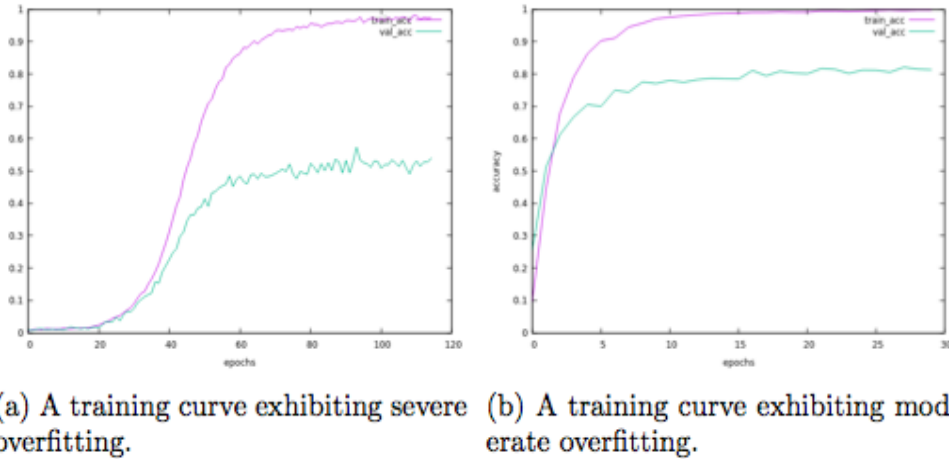 1
0.9
0.8
0.7
0.6
0.5
0.4
0.3
0.2
0.1
0
train_acc
val_acc
0 20 40 60 80 100 120
epochs
1
0.9
0.8
0.7
0.6
0.5
0.4
0.3
0.2
0.1
accuracy
train_acc
val_acc
0 5 10 15 20 25 30
epochs
(a) A training curve exhibiting severe
overfitting.
(b) A training curve exhibiting mod
erate overfitting.